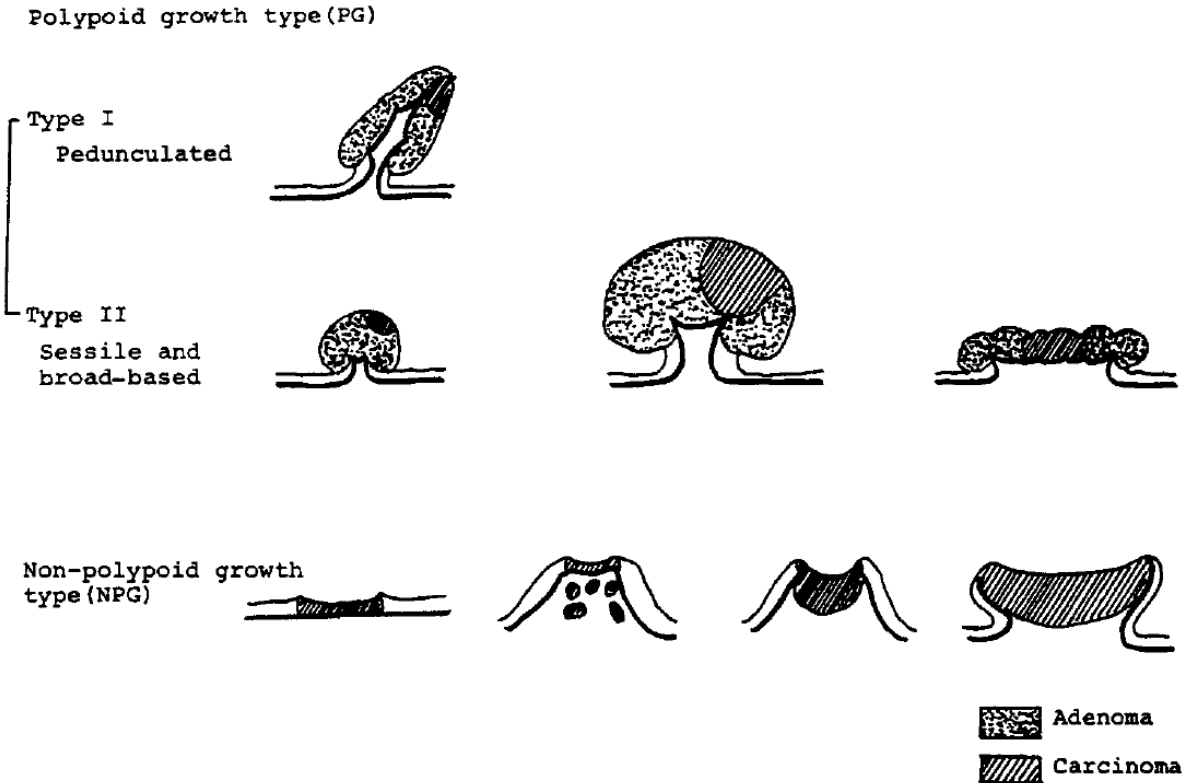 Polypoid growth type(PG)
Type I
Pedunculated
Type II
Sessile and
broad-based
Non-polypoid growth
type(NPG)
Adenoma
Carcinoma